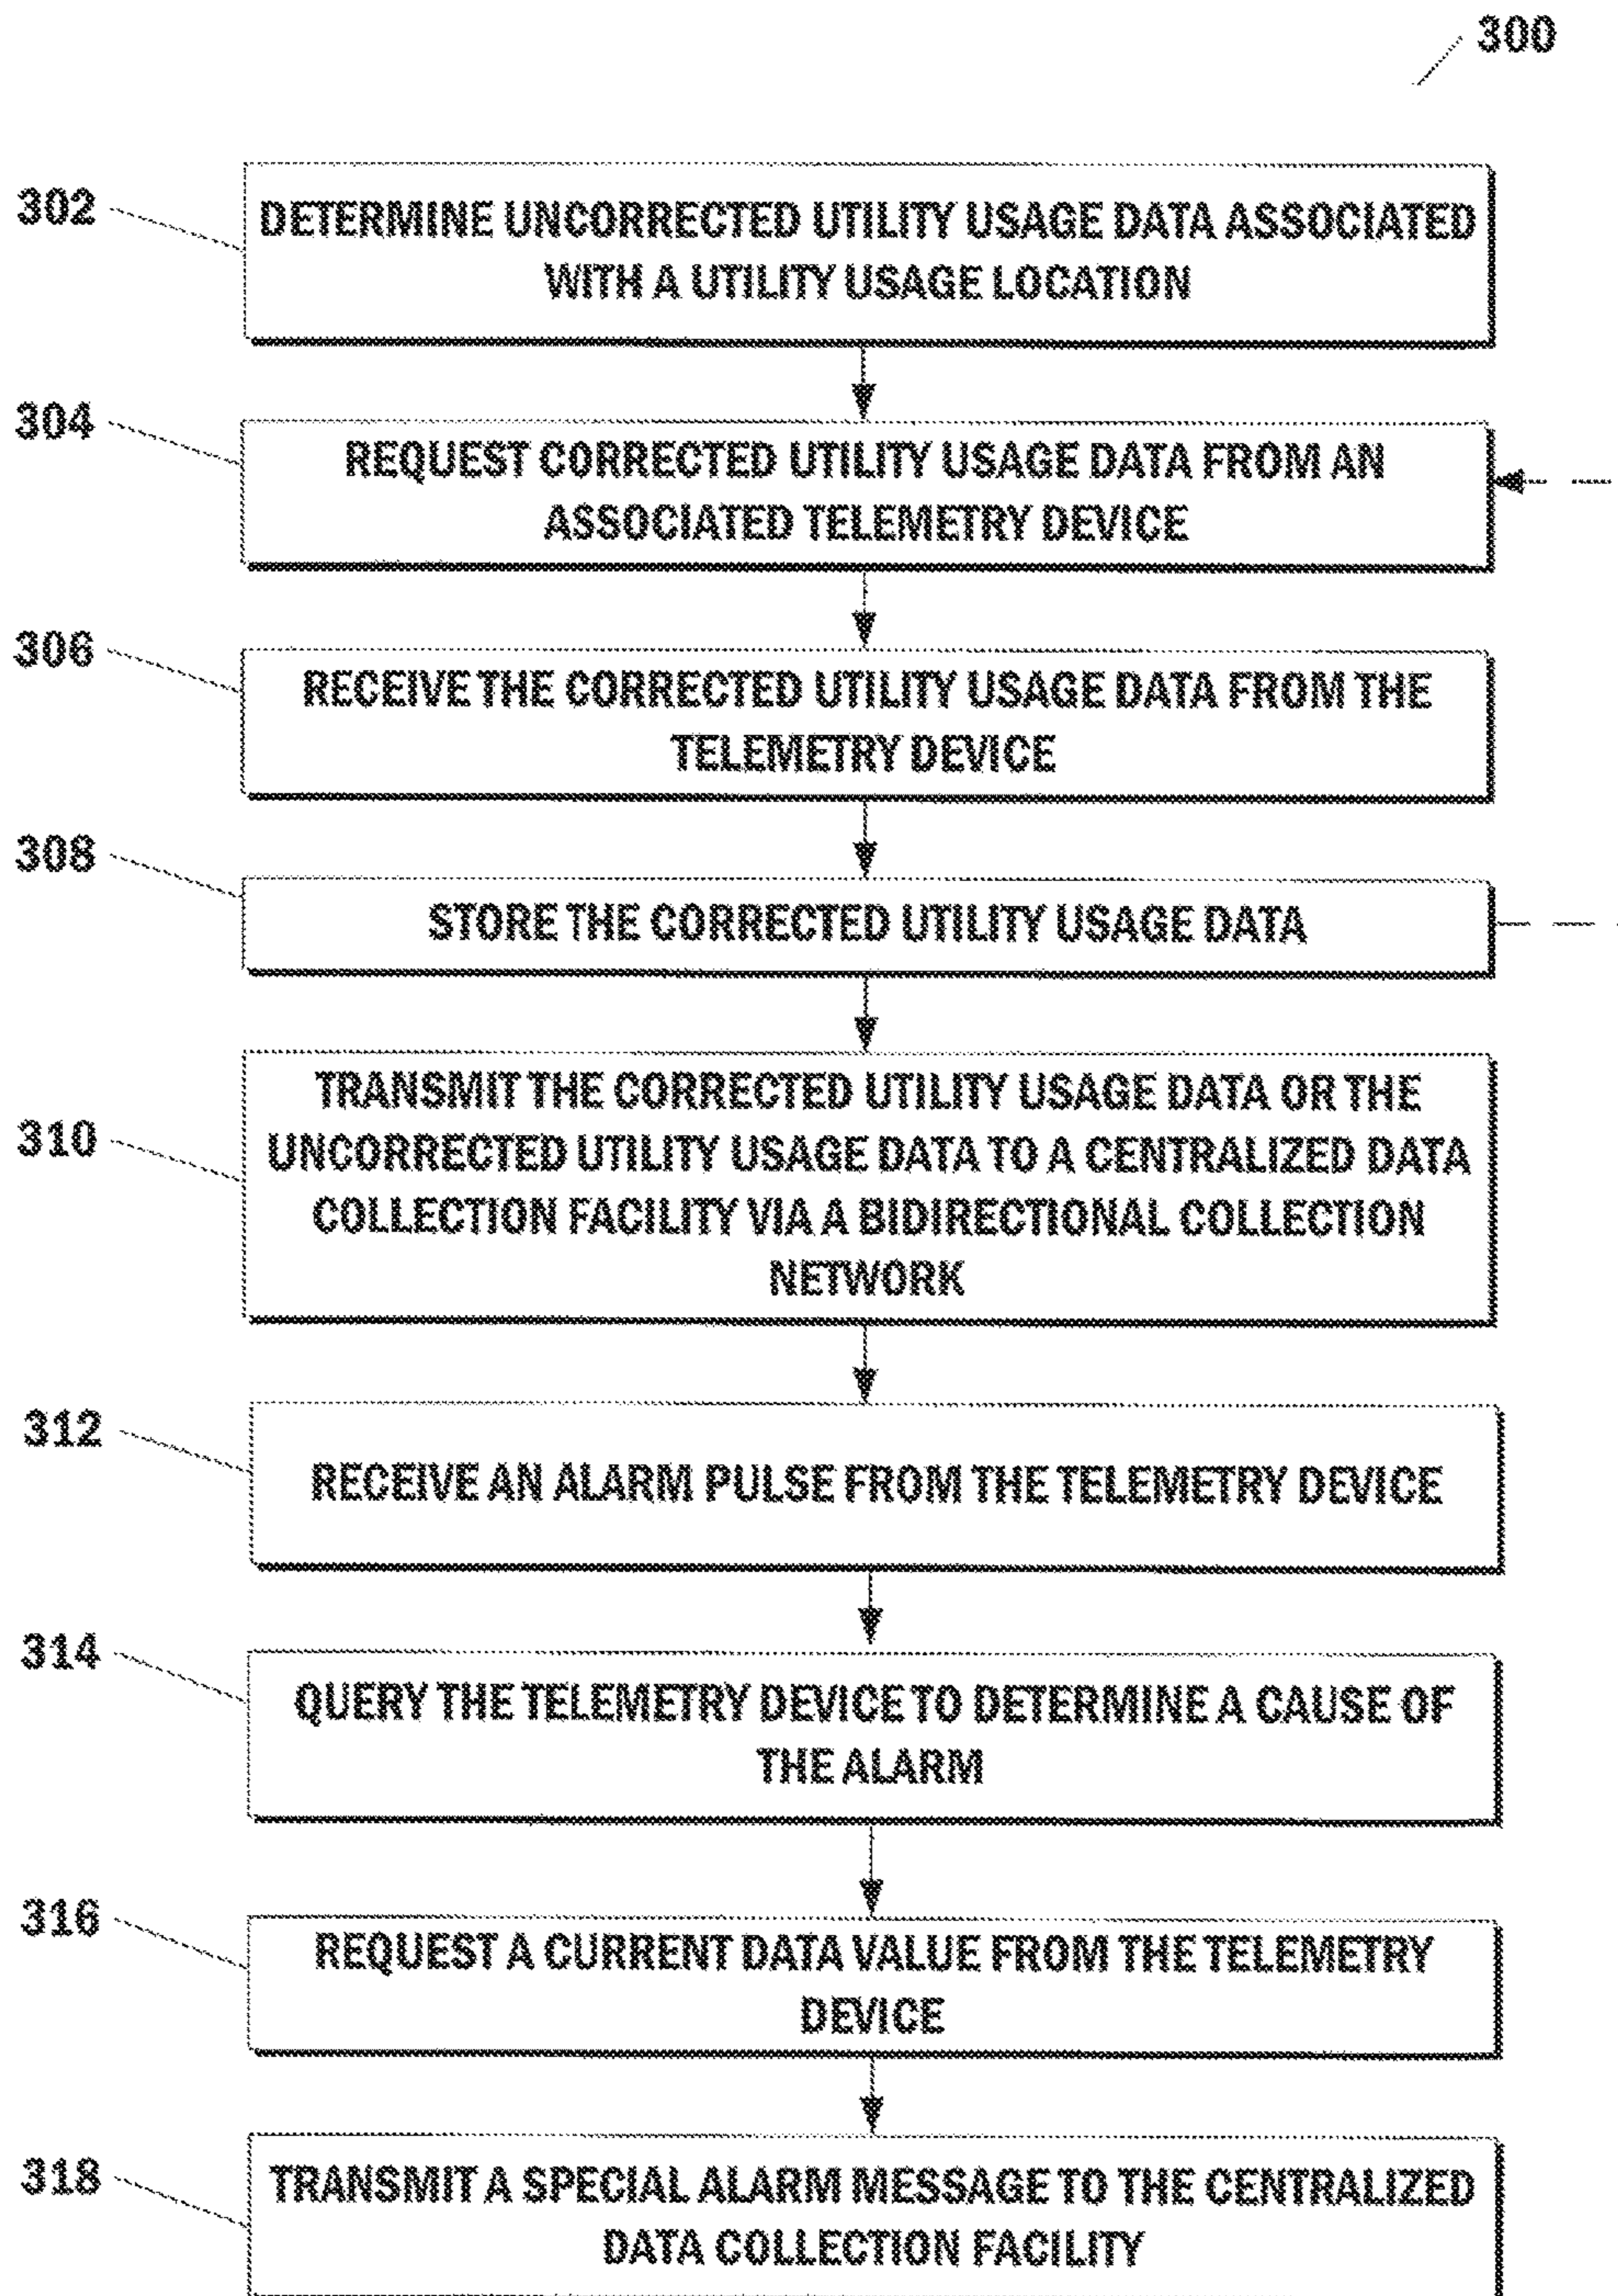 300
302
DETERMINE UNCORRECTED UTILITY USAGE DATA ASSOCIATED
WITH A UTILITY USAGE LOCATION
304
REQUEST CORRECTED UTILITY USAGE DATA FROM AN
ASSOCIATED TELEMETRY DEVICE
306
RECEIVE THE CORRECTED UTILITY USAGE DATA FROM THE
TELEMETRY DEVICE
308
STORE THE CORRECTED UTILITY USAGE DATA
310
TRANSMIT THE CORRECTED UTILITY USAGE DATA OR THE
UNCORRECTED UTILITY USAGE DATA TO A CENTRALIZED DATA
COLLECTION FACILITY VIA A BIDIRECTIONAL COLLECTION
NETWORK
312
RECEIVE AN ALARM PULSE FROM THE TELEMETRY DEVICE
314
QUERY THE TELEMETRY DEVICE TO DETERMINE A CAUSE OF
THE ALARM
316
REQUEST A CURRENT DATA VALUE FROM THE TELEMETRY
DEVICE
318
TRANSMIT A SPECIAL ALARM MESSAGE TO THE CENTRALIZED
DATA COLLECTION FACILITY